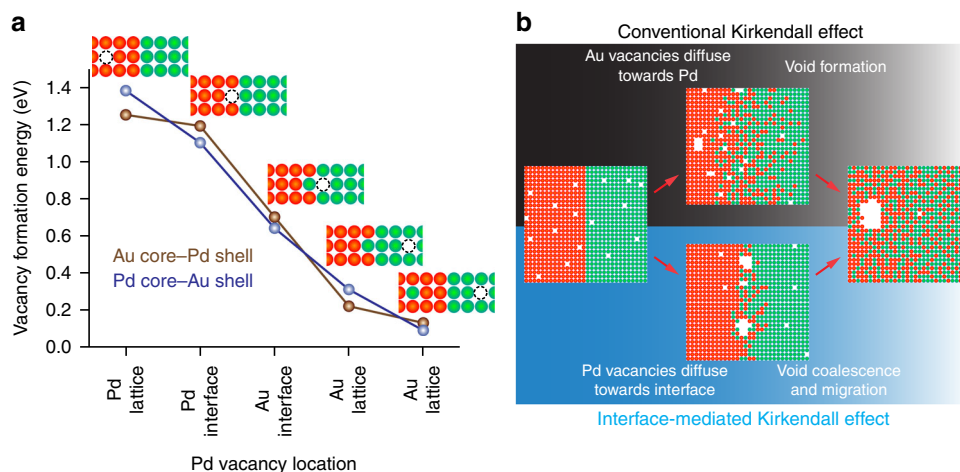 a
Vacancy formation energy (eV)
1.4
1.2
1.0
0.8
0.6
0.4
0.2
0.0
Au core–Pd shell
Pd core–Au shell
Pd
lattice
Pd
interface
Au
interface
Au
lattice
Au
lattice
Pd vacancy location
b
Conventional Kirkendall effect
Au vacancies diffuse
towards Pd
Void formation
Pd vacancies diffuse
towards interface
Void coalescence
and migration
Interface-mediated Kirkendall effect